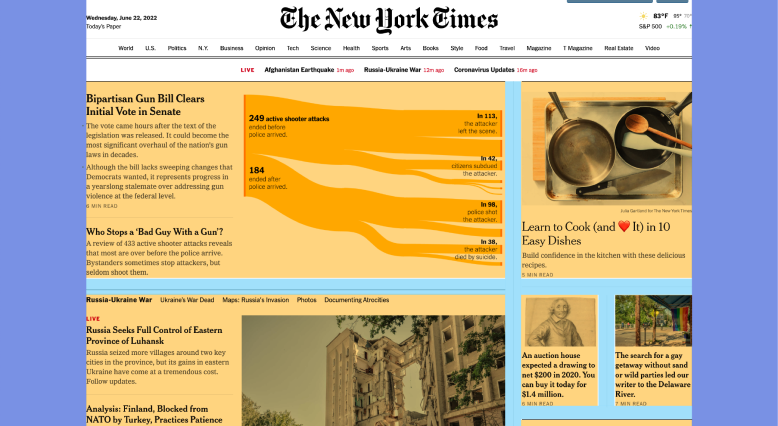 The New York Times
Wednesday, June 22, 2022
Today's Paper
83°F 95°
S&P 500 +0.19%
World U.S. Politics N.Y. Business Opinion Tech Science Health Sports Arts Books Style Food Travel Magazine T Magazine Real Estate Video
LIVE Afghanistan Earthquake 1m ago Russia-Ukraine War 12m ago Coronavirus Updates 16m ago
Bipartisan Gun Bill Clears
Initial Vote in Senate
The vote came hours after the text of the
legislation was released. It could become the
most significant overhaul of the nation's gun
laws in decades.
Although the bill lacks sweeping changes that
Democrats wanted, it represents progress in
a yearslong stalemate over addressing gun
violence at the federal level.
6 MIN READ
Who Stops a 'Bad Guy With a Gun'?
A review of 433 active shooter attacks reveals
that most are over before the police arrive.
Bystanders sometimes stop attackers, but
seldom shoot them.
249 active shooter attacks
ended before
police arrived.
184
ended after
police arrived.
In 113,
the attacker
left the scene.
In 42,
citizens subdued
the attacker.
In 98,
police shot
the attacker.
In 38,
the attacker
died by suicide.
Julia Gartland for The New York Times
Learn to Cook (and ❤️ It) in 10
Easy Dishes
Build confidence in the kitchen with these delicious
recipes.
5 MIN READ
Russia-Ukraine War Ukraine's War Dead Maps: Russia's Invasion Photos Documenting Atrocities
LIVE
Russia Seeks Full Control of Eastern
Province of Luhansk
Russia seized more villages around two key
cities in the province, but its gains in eastern
Ukraine have come at a tremendous cost.
Follow updates.
Analysis: Finland, Blocked from
NATO by Turkey, Practices Patience
An auction house
expected a drawing to
net $200 in 2020. You
can buy it today for
$1.4 million.
6 MIN READ
The search for a gay
getaway without sand
or wild parties led our
writer to the Delaware
River.
7 MIN READ